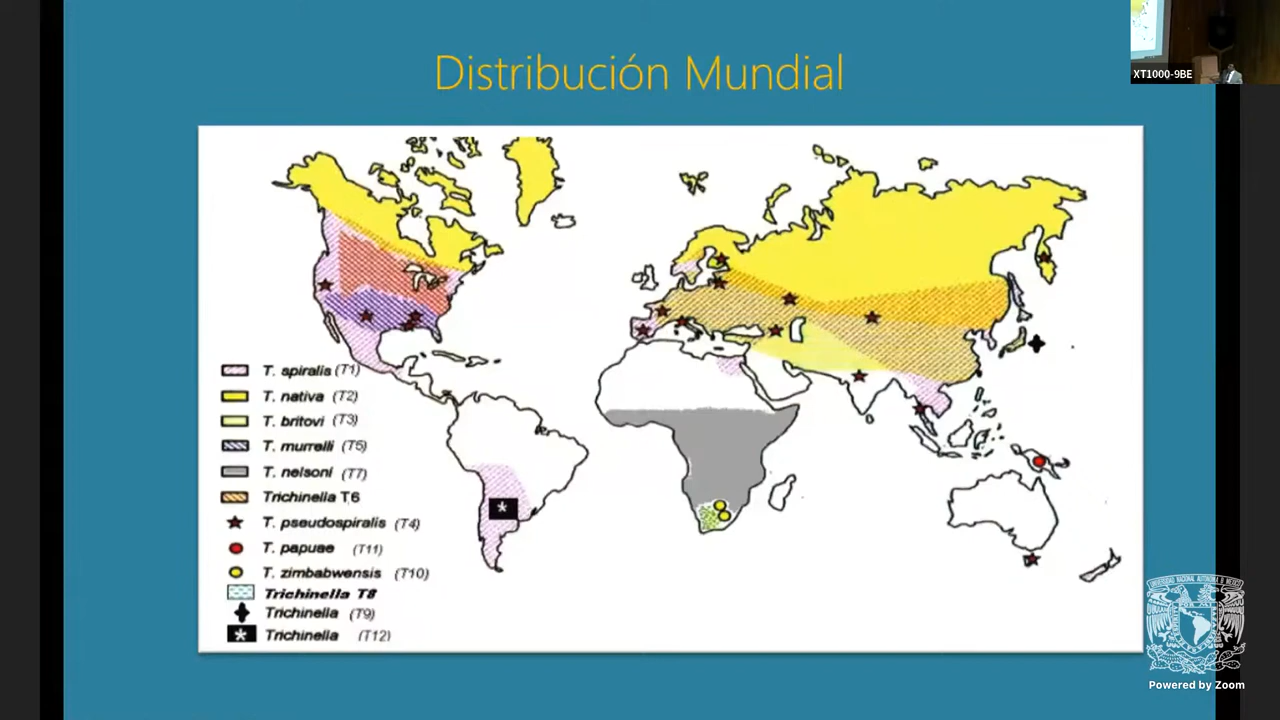 Distribución Mundial
XT1000-9BE
T. spiralis (T1)
T. nativa (T2)
T. britovi (T3)
T. murrelli (T5)
T. nelsoni (T7)
Trichinella T6
T. pseudospiralis (T4)
T. papuae (T11)
T. zimbabwensis (T10)
Trichinella T8
Trichinella (T9)
Trichinella (T12)
Powered by Zoom